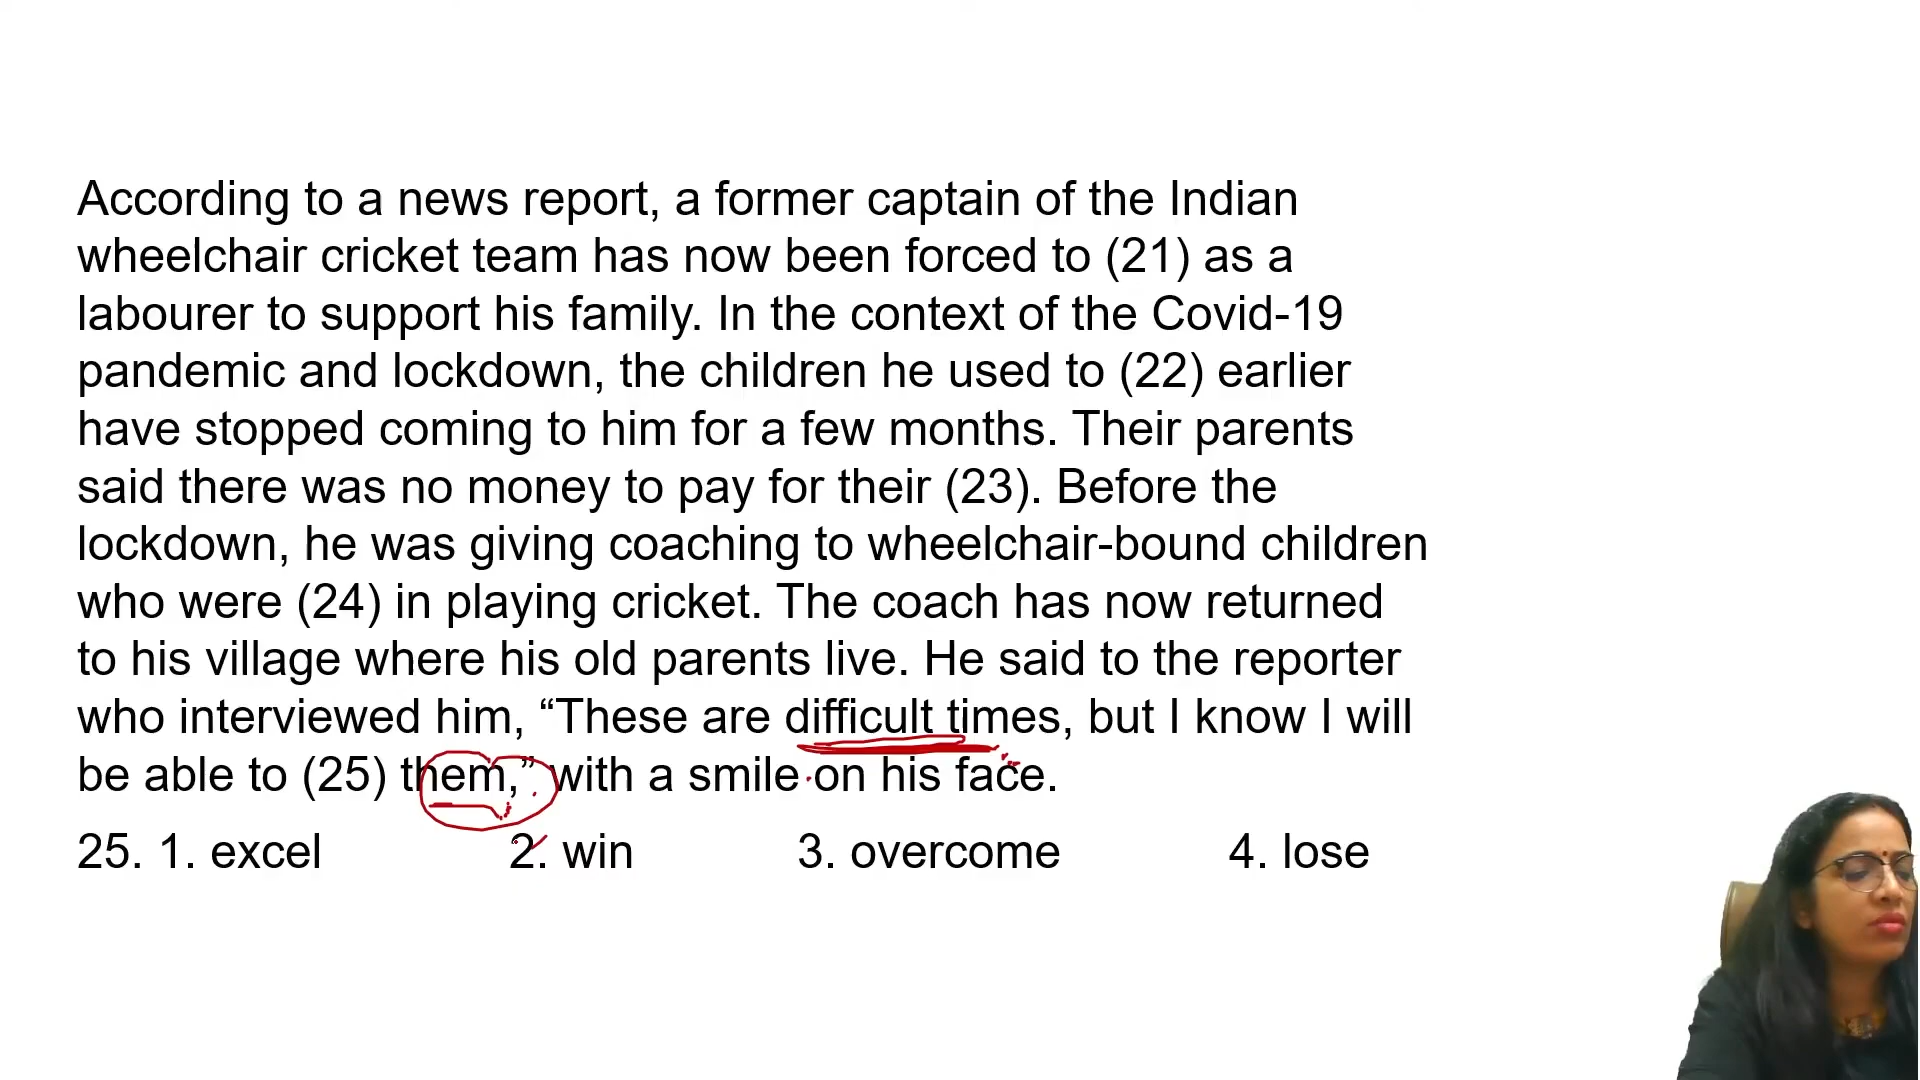 According to a news report, a former captain of the Indian
wheelchair cricket team has now been forced to (21) as a
labourer to support his family. In the context of the Covid-19
pandemic and lockdown, the children he used to (22) earlier
have stopped coming to him for a few months. Their parents
said there was no money to pay for their (23). Before the
lockdown, he was giving coaching to wheelchair-bound children
who were (24) in playing cricket. The coach has now returned
to his village where his old parents live. He said to the reporter
who interviewed him, “These are difficult times, but I know I will
be able to (25) them,” with a smile on his face.
25. 1. excel 2. win 3. overcome 4. lose